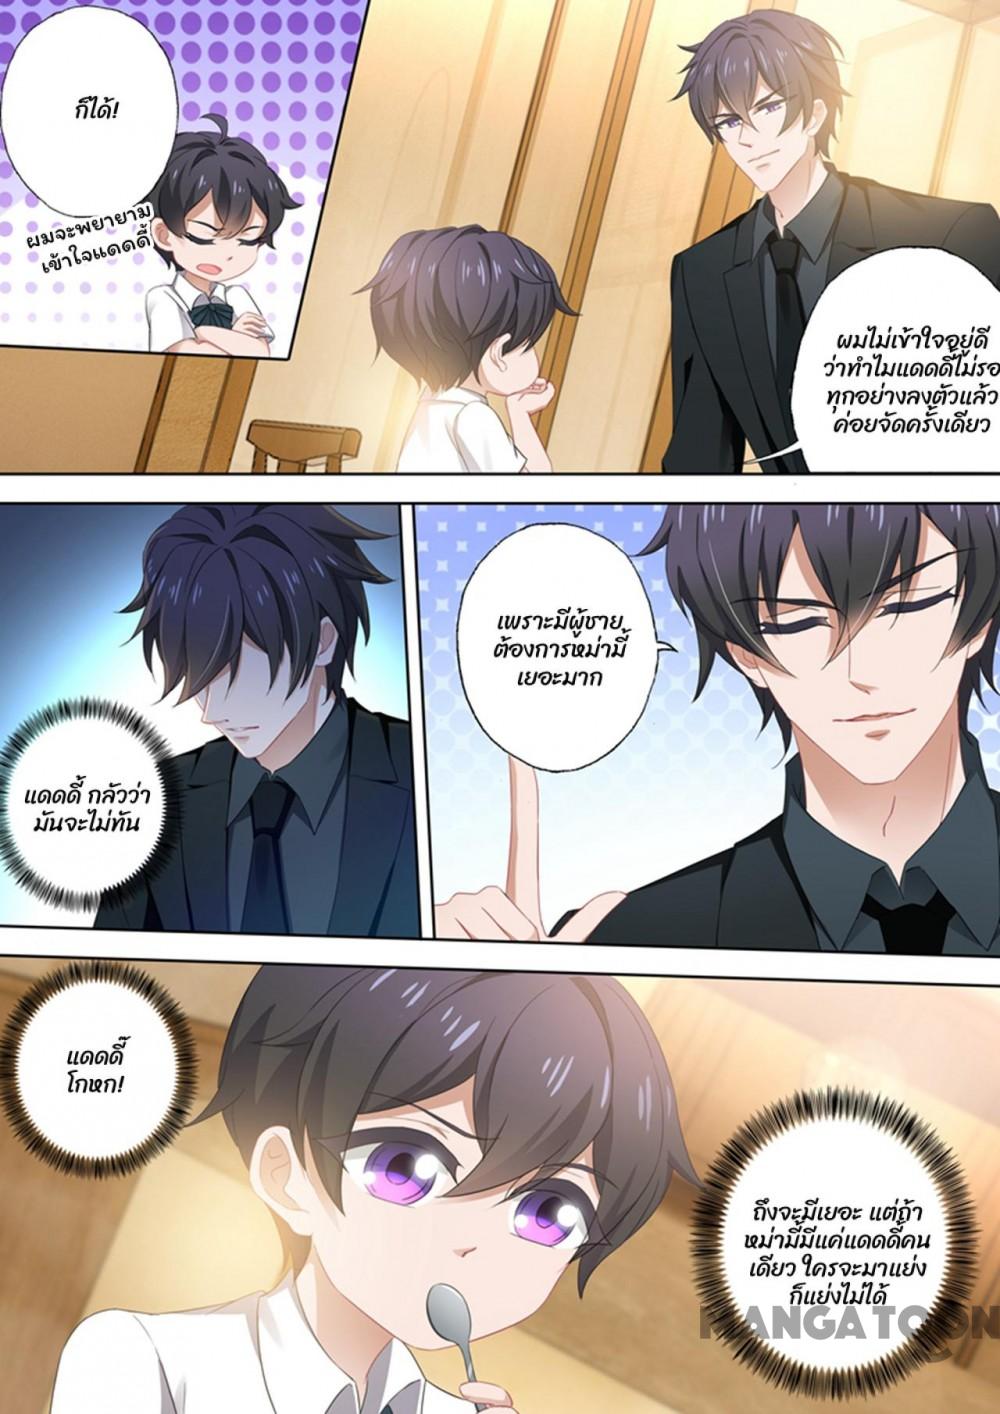 ก็ได้!
ผมจะพยายาม
เข้าใจแดดดี้
ผมไม่เข้าใจอยู่ดี
ว่าทำไมแดดดี้ไม่รอ
ทุกอย่างลงตัวแล้ว
ค่อยจัดครั้งเดียว
เพราะมีผู้ชาย
ต้องการหม่ามี้
เยอะมาก
แดดดี้ กลัวว่า
มันจะไม่ทัน
แดดดี๊
โกหก!
ถึงจะมีเยอะ แต่ถ้า
หม่ามี้มีแค่แดดดี้คน
เดียว ใครจะมาแย่ง
ก็แย่งไม่ได้
MANGATOON